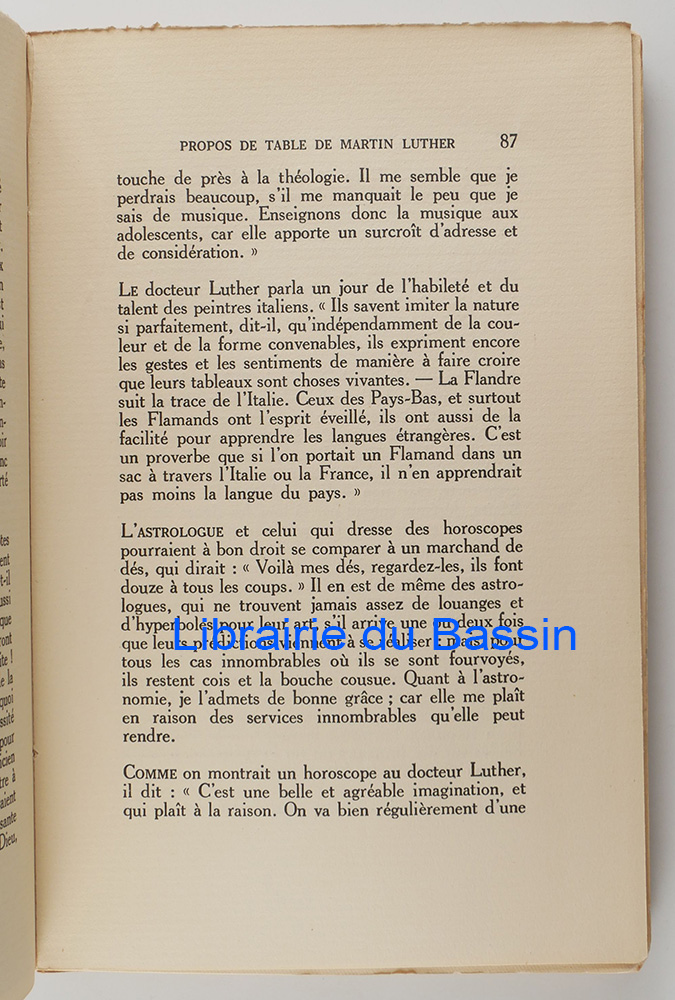 PROPOS DE TABLE DE MARTIN LUTHER 87
touche de près à la théologie. Il me semble que je
perdrais beaucoup, s'il me manquait le peu que je
sais de musique. Enseignons donc la musique aux
adolescents, car elle apporte un surcroît d'adresse et
de considération. »
LE docteur Luther parla un jour de l'habileté et du
talent des peintres italiens. « Ils savent imiter la nature
si parfaitement, dit-il, qu'indépendamment de la cou-
leur et de la forme convenables, ils expriment encore
les gestes et les sentiments de manière à faire croire
que leurs tableaux sont choses vivantes. — La Flandre
suit la trace de l'Italie. Ceux des Pays-Bas, et surtout
les Flamands ont l'esprit éveillé, ils ont aussi de la
facilité pour apprendre les langues étrangères. C'est
un proverbe que si l'on portait un Flamand dans un
sac à travers l'Italie ou la France, il n'en apprendrait
pas moins la langue du pays. »
L'ASTROLOGUE et celui qui dresse des horoscopes
pourraient à bon droit se comparer à un marchand de
dés, qui dirait : « Voilà mes dés, regardez-les, ils font
douze à tous les coups. » Il en est de même des astro-
logues, qui ne trouvent jamais assez de louanges et
d'hyperboles pour leur art, s'il arrive une ou deux fois
que leurs prédictions viennent à se réaliser ; mais, pour
Librairie du Bassin
tous les cas innombrables où ils se sont fourvoyés,
ils restent cois et la bouche cousue. Quant à l'astro-
nomie, je l'admets de bonne grâce ; car elle me plaît
en raison des services innombrables qu'elle peut
rendre.
COMME on montrait un horoscope au docteur Luther,
il dit : « C'est une belle et agréable imagination, et
qui plaît à la raison. On va bien régulièrement d'une